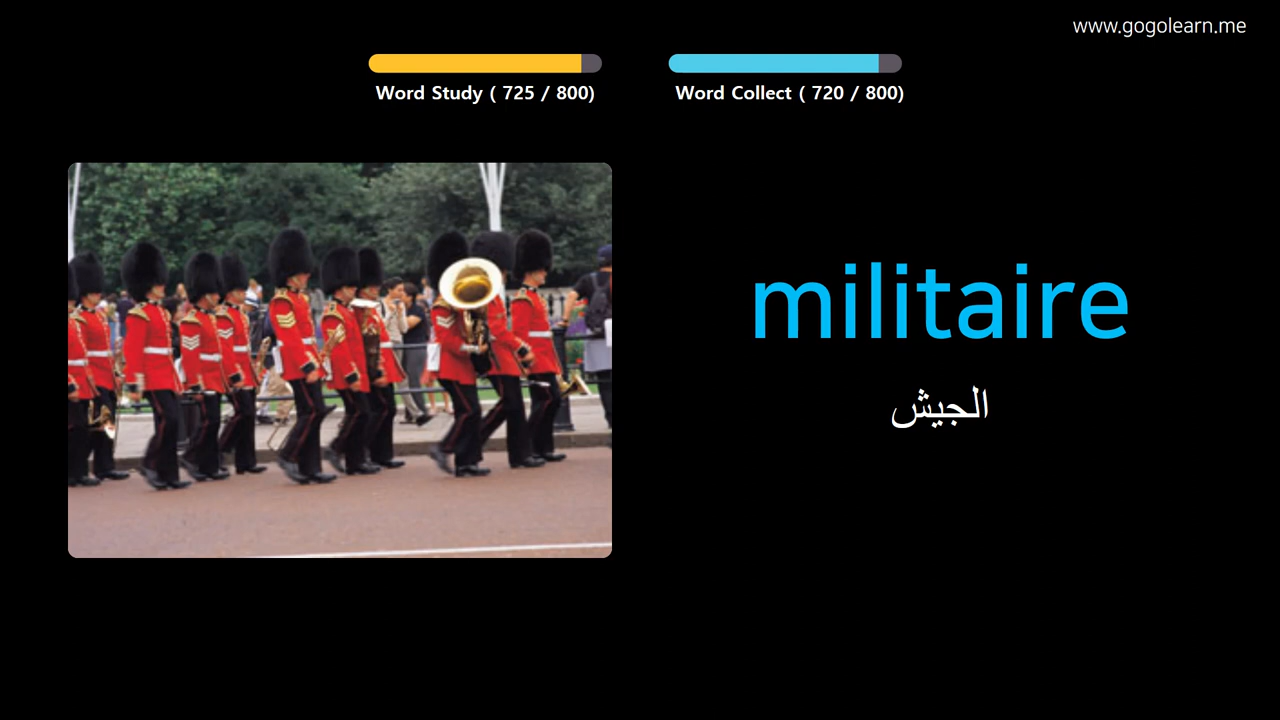 www.gogolearn.me
Word Study ( 725 / 800)
Word Collect ( 720 / 800)
militaire
الجيش